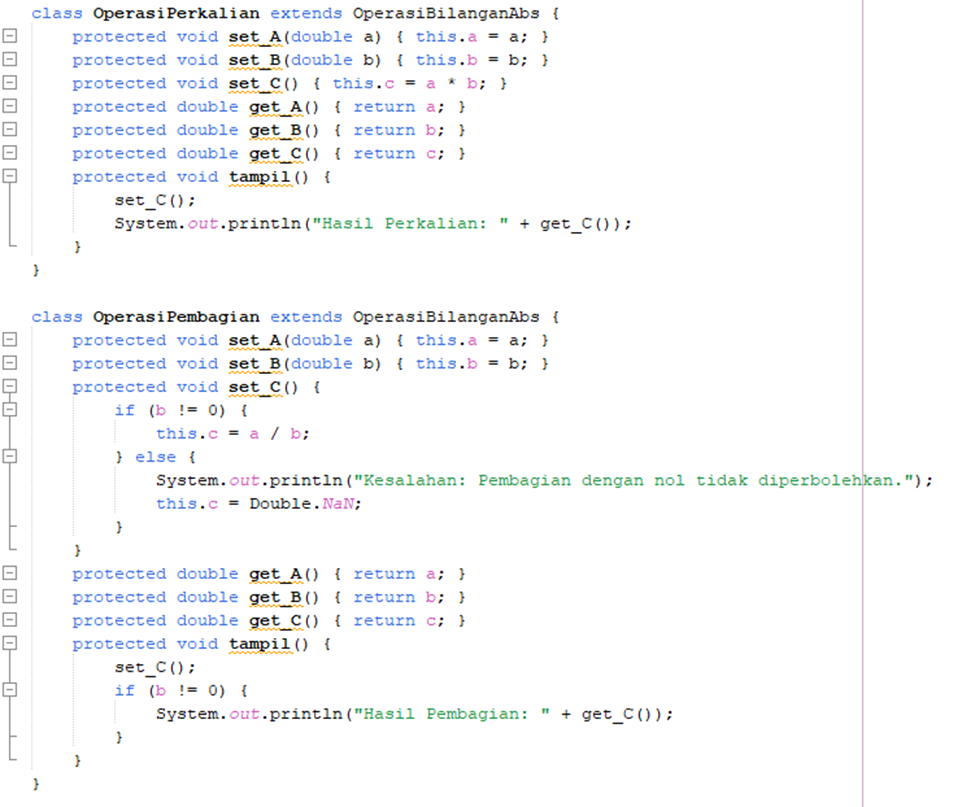 class OperasiPerkalian extends OperasiBilanganAbs {
    protected void set_A(double a) { this.a = a; }
    protected void set_B(double b) { this.b = b; }
    protected void set_C() { this.c = a * b; }
    protected double get_A() { return a; }
    protected double get_B() { return b; }
    protected double get_C() { return c; }
    protected void tampil() {
        set_C();
        System.out.println("Hasil Perkalian: " + get_C());
    }
}

class OperasiPembagian extends OperasiBilanganAbs {
    protected void set_A(double a) { this.a = a; }
    protected void set_B(double b) { this.b = b; }
    protected void set_C() {
        if (b != 0) {
            this.c = a / b;
        } else {
            System.out.println("Kesalahan: Pembagian dengan nol tidak diperbolehkan.");
            this.c = Double.NaN;
        }
    }
    protected double get_A() { return a; }
    protected double get_B() { return b; }
    protected double get_C() { return c; }
    protected void tampil() {
        set_C();
        if (b != 0) {
            System.out.println("Hasil Pembagian: " + get_C());
        }
    }
}